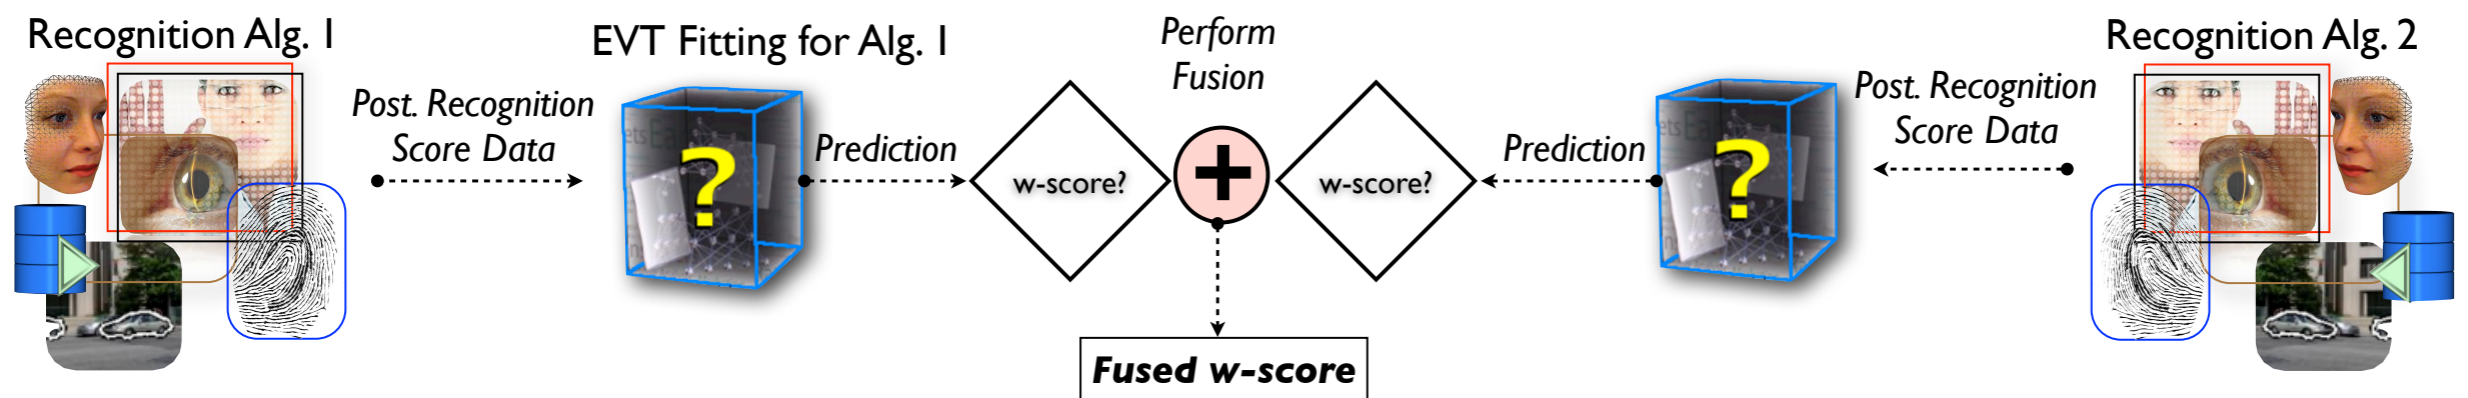 Recognition Alg. 1
EVT Fitting for Alg. 1
Perform
Fusion
Recognition Alg. 2
Post. Recognition
Score Data
Post. Recognition
Score Data
Prediction
w-score?
+
w-score?
Prediction
?
?
Fused w-score